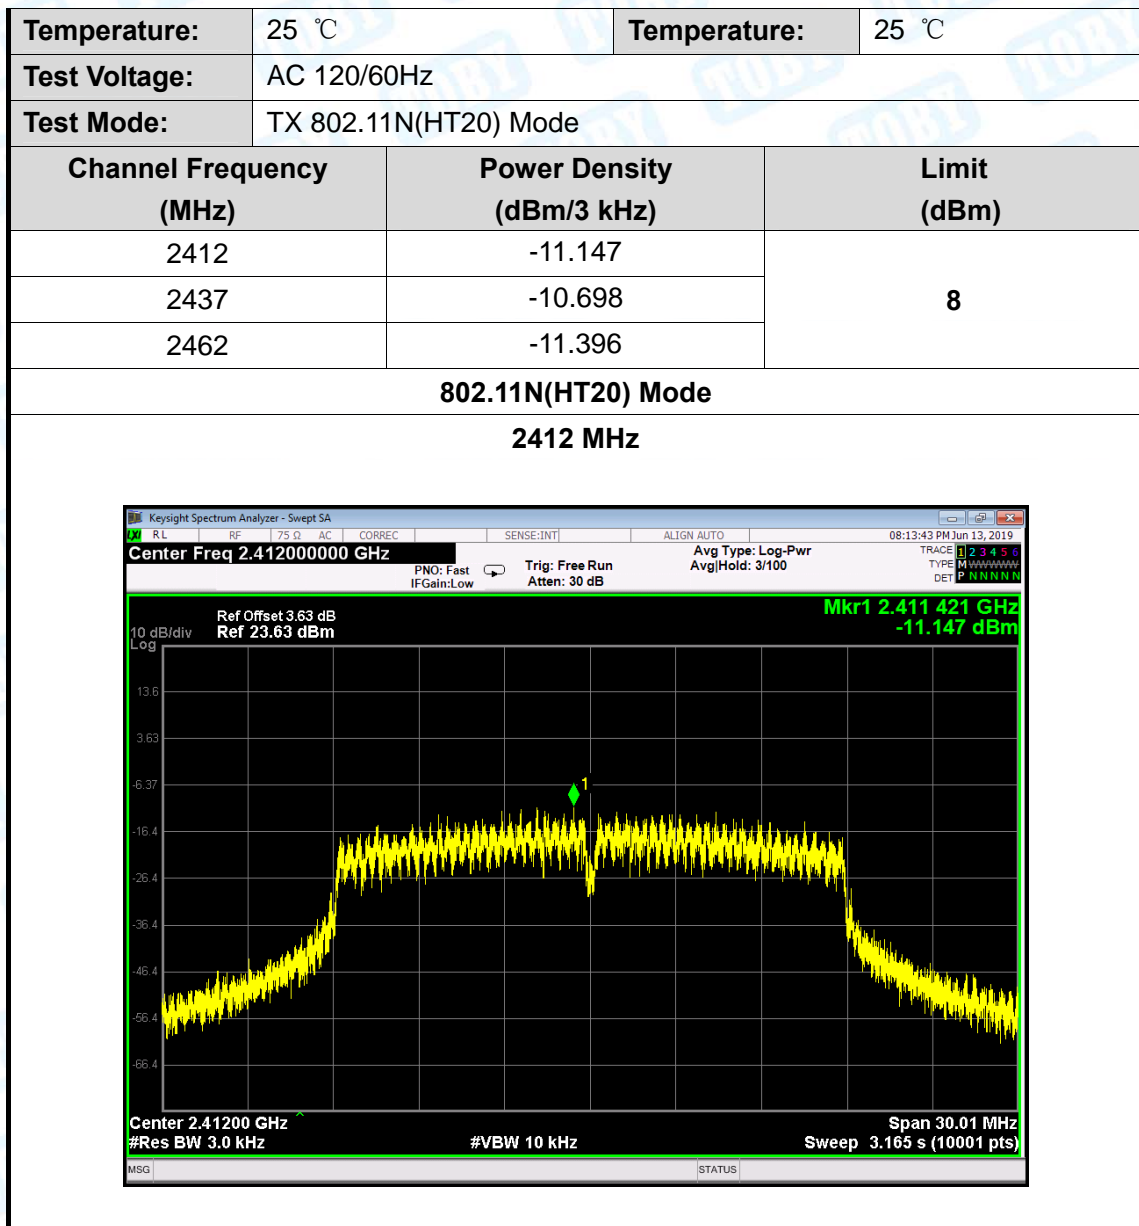 Temperature: 25 ℃ Temperature: 25 ℃
Test Voltage: AC 120/60Hz
Test Mode: TX 802.11N(HT20) Mode
Channel Frequency Power Density Limit
(MHz) (dBm/3 kHz) (dBm)
2412 -11.147
2437 -10.698 8
2462 -11.396
802.11N(HT20) Mode
2412 MHz
Keysight Spectrum Analyzer - Swept SA
LXI RL RF 75 Ω AC CORREC SENSE:INT ALIGN AUTO 08:13:43 PM Jun 13, 2019
Center Freq 2.412000000 GHz Avg Type: Log-Pwr TRACE 1 2 3 4 5 6
PNO: Fast Trig: Free Run Avg|Hold: 3/100 TYPE M WWWWW
IFGain:Low Atten: 30 dB DET P N N N N N
Mkr1 2.411 421 GHz
Ref Offset 3.63 dB
10 dB/div Ref 23.63 dBm -11.147 dBm
Log
13.6
3.63
-6.37
1
-16.4
-26.4
-36.4
-46.4
-56.4
-66.4
Center 2.41200 GHz Span 30.01 MHz
#Res BW 3.0 kHz #VBW 10 kHz Sweep 3.165 s (10001 pts)
MSG STATUS
TOBY